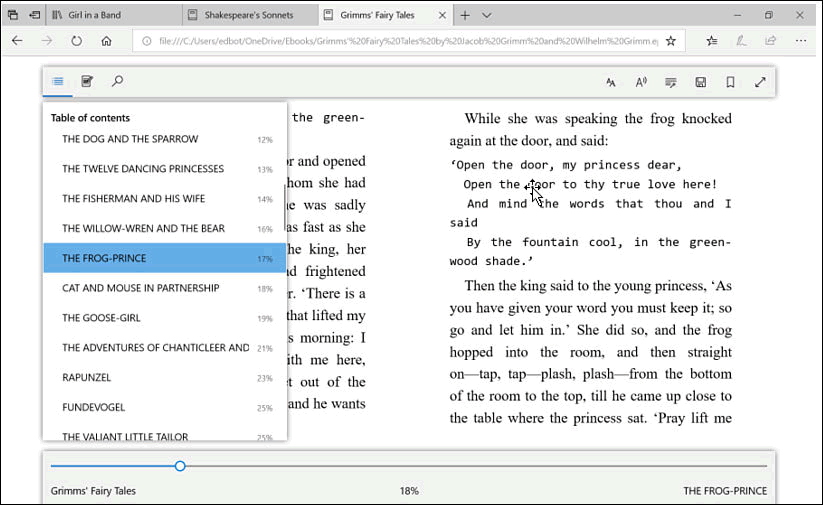 Girl in a Band
Shakespeare's Sonnets
Grimms' Fairy Tales
file:///C:/Users/edbot/OneDrive/Ebooks/Grimms'%20Fairy%20Tales%20by%20Jacob%20Grimm%20and%20Wilhelm%20Grimm.ep
Table of contents
THE DOG AND THE SPARROW 12%
THE TWELVE DANCING PRINCESSES 13%
THE FISHERMAN AND HIS WIFE 14%
THE WILLOW-WREN AND THE BEAR 16%
THE FROG-PRINCE 17%
CAT AND MOUSE IN PARTNERSHIP 18%
THE GOOSE-GIRL 19%
THE ADVENTURES OF CHANTICLEER AND 21%
RAPUNZEL 23%
FUNDEVOGEL 25%
THE VALIANT LITTLE TAILOR 25%
the green-
or and opened
hom she had
he was sadly
as fast as she
he king, her
nd frightened
r. ‘There is a
that lifted my
s morning: I
ith me here,
et out of the
and he wants
While she was speaking the frog knocked
again at the door, and said:
‘Open the door, my princess dear,
Open the door to thy true love here!
And mind the words that thou and I
said
By the fountain cool, in the green-
wood shade.’
Then the king said to the young princess, ‘As
you have given your word you must keep it; so
go and let him in.’ She did so, and the frog
hopped into the room, and then straight
on—tap, tap—plash, plash—from the bottom
of the room to the top, till he came up close to
the table where the princess sat. ‘Pray lift me
Grimms' Fairy Tales
18%
THE FROG-PRINCE